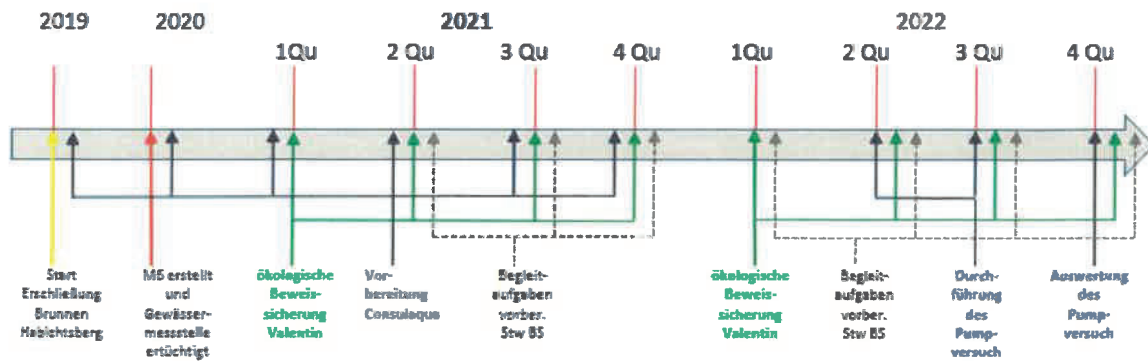 2019 2020 2021 2022
1Qu 2 Qu 3 Qu 4 Qu 1Qu 2 Qu 3 Qu 4 Qu
Start
Erschließung
Brunnen
Habichtsberg
M5 erstellt
und
Gewässer-
messstelle
ertüchtigt
ökologische
Beweis-
sicherung
Valentin
Vor-
bereitung
Consulaqua
Begleit-
aufgaben
vorber.
Stw BS
ökologische
Beweis-
sicherung
Valentin
Begleit-
aufgaben
vorber.
Stw BS
Durch-
führung
des
Pump-
versuch
Auswertung
des
Pump-
versuch